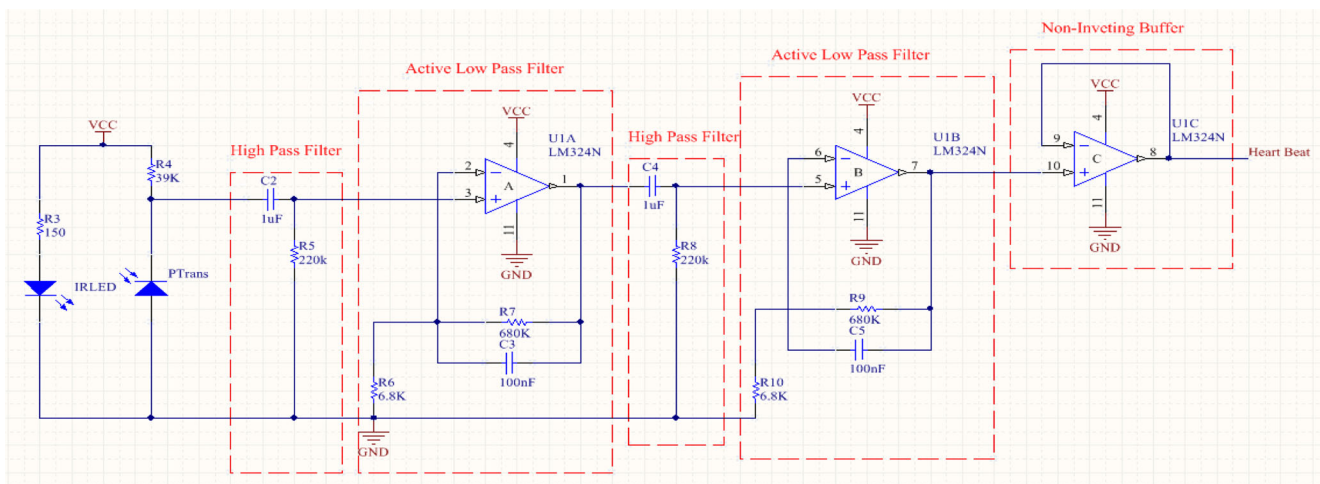 Non-Inveting Buffer
Active Low Pass Filter
Active Low Pass Filter
High Pass Filter
High Pass Filter
VCC
R4
39K
R3
150
IRLED
PTrans
C2
1uF
R5
220k
VCC
4
U1A
LM324N
2
3
A
1
11
GND
R7
680K
C3
100nF
R6
6.8K
GND
C4
1uF
R8
220k
VCC
4
U1B
LM324N
6
5
B
7
11
GND
R9
680K
C5
100nF
R10
6.8K
VCC
4
U1C
LM324N
9
10
C
8
11
GND
Heart Beat